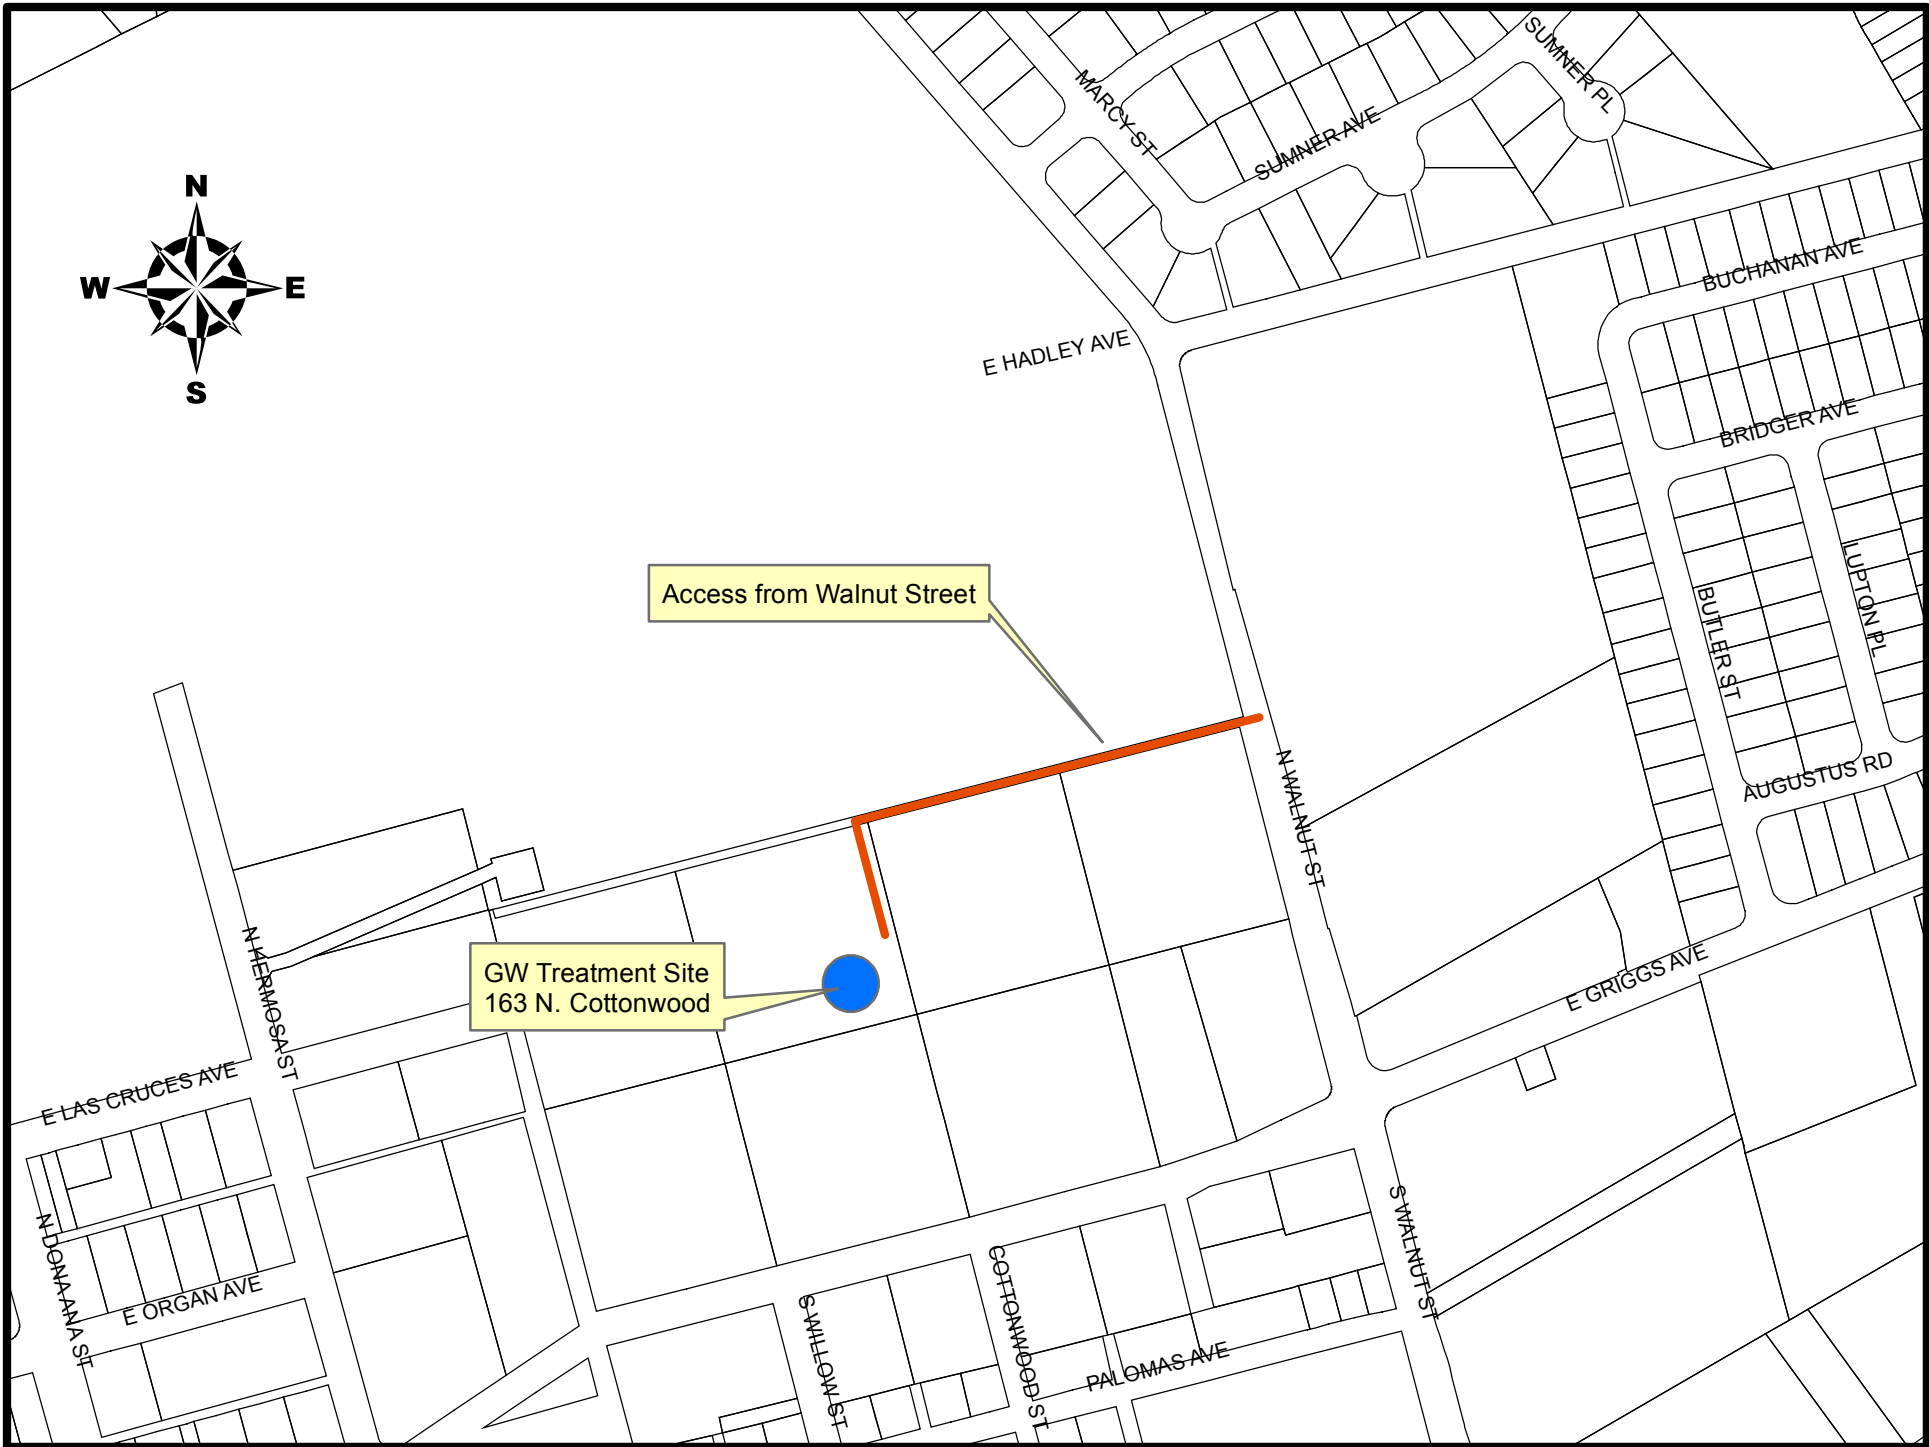 SUMNER PL
MARCY ST
SUMNER AVE
N
W
E
S
BUCHANAN AVE
E HADLEY AVE
BRIDGER AVE
LUPTON PL
BUTLER ST
Access from Walnut Street
N WALNUT ST
AUGUSTUS RD
N HERMOSA ST
GW Treatment Site
163 N. Cottonwood
E GRIGGS AVE
E LAS CRUCES AVE
N DONA ANA ST
E ORGAN AVE
S WILLOW ST
COTTONWOOD ST
S WALNUT ST
PALOMAS AVE